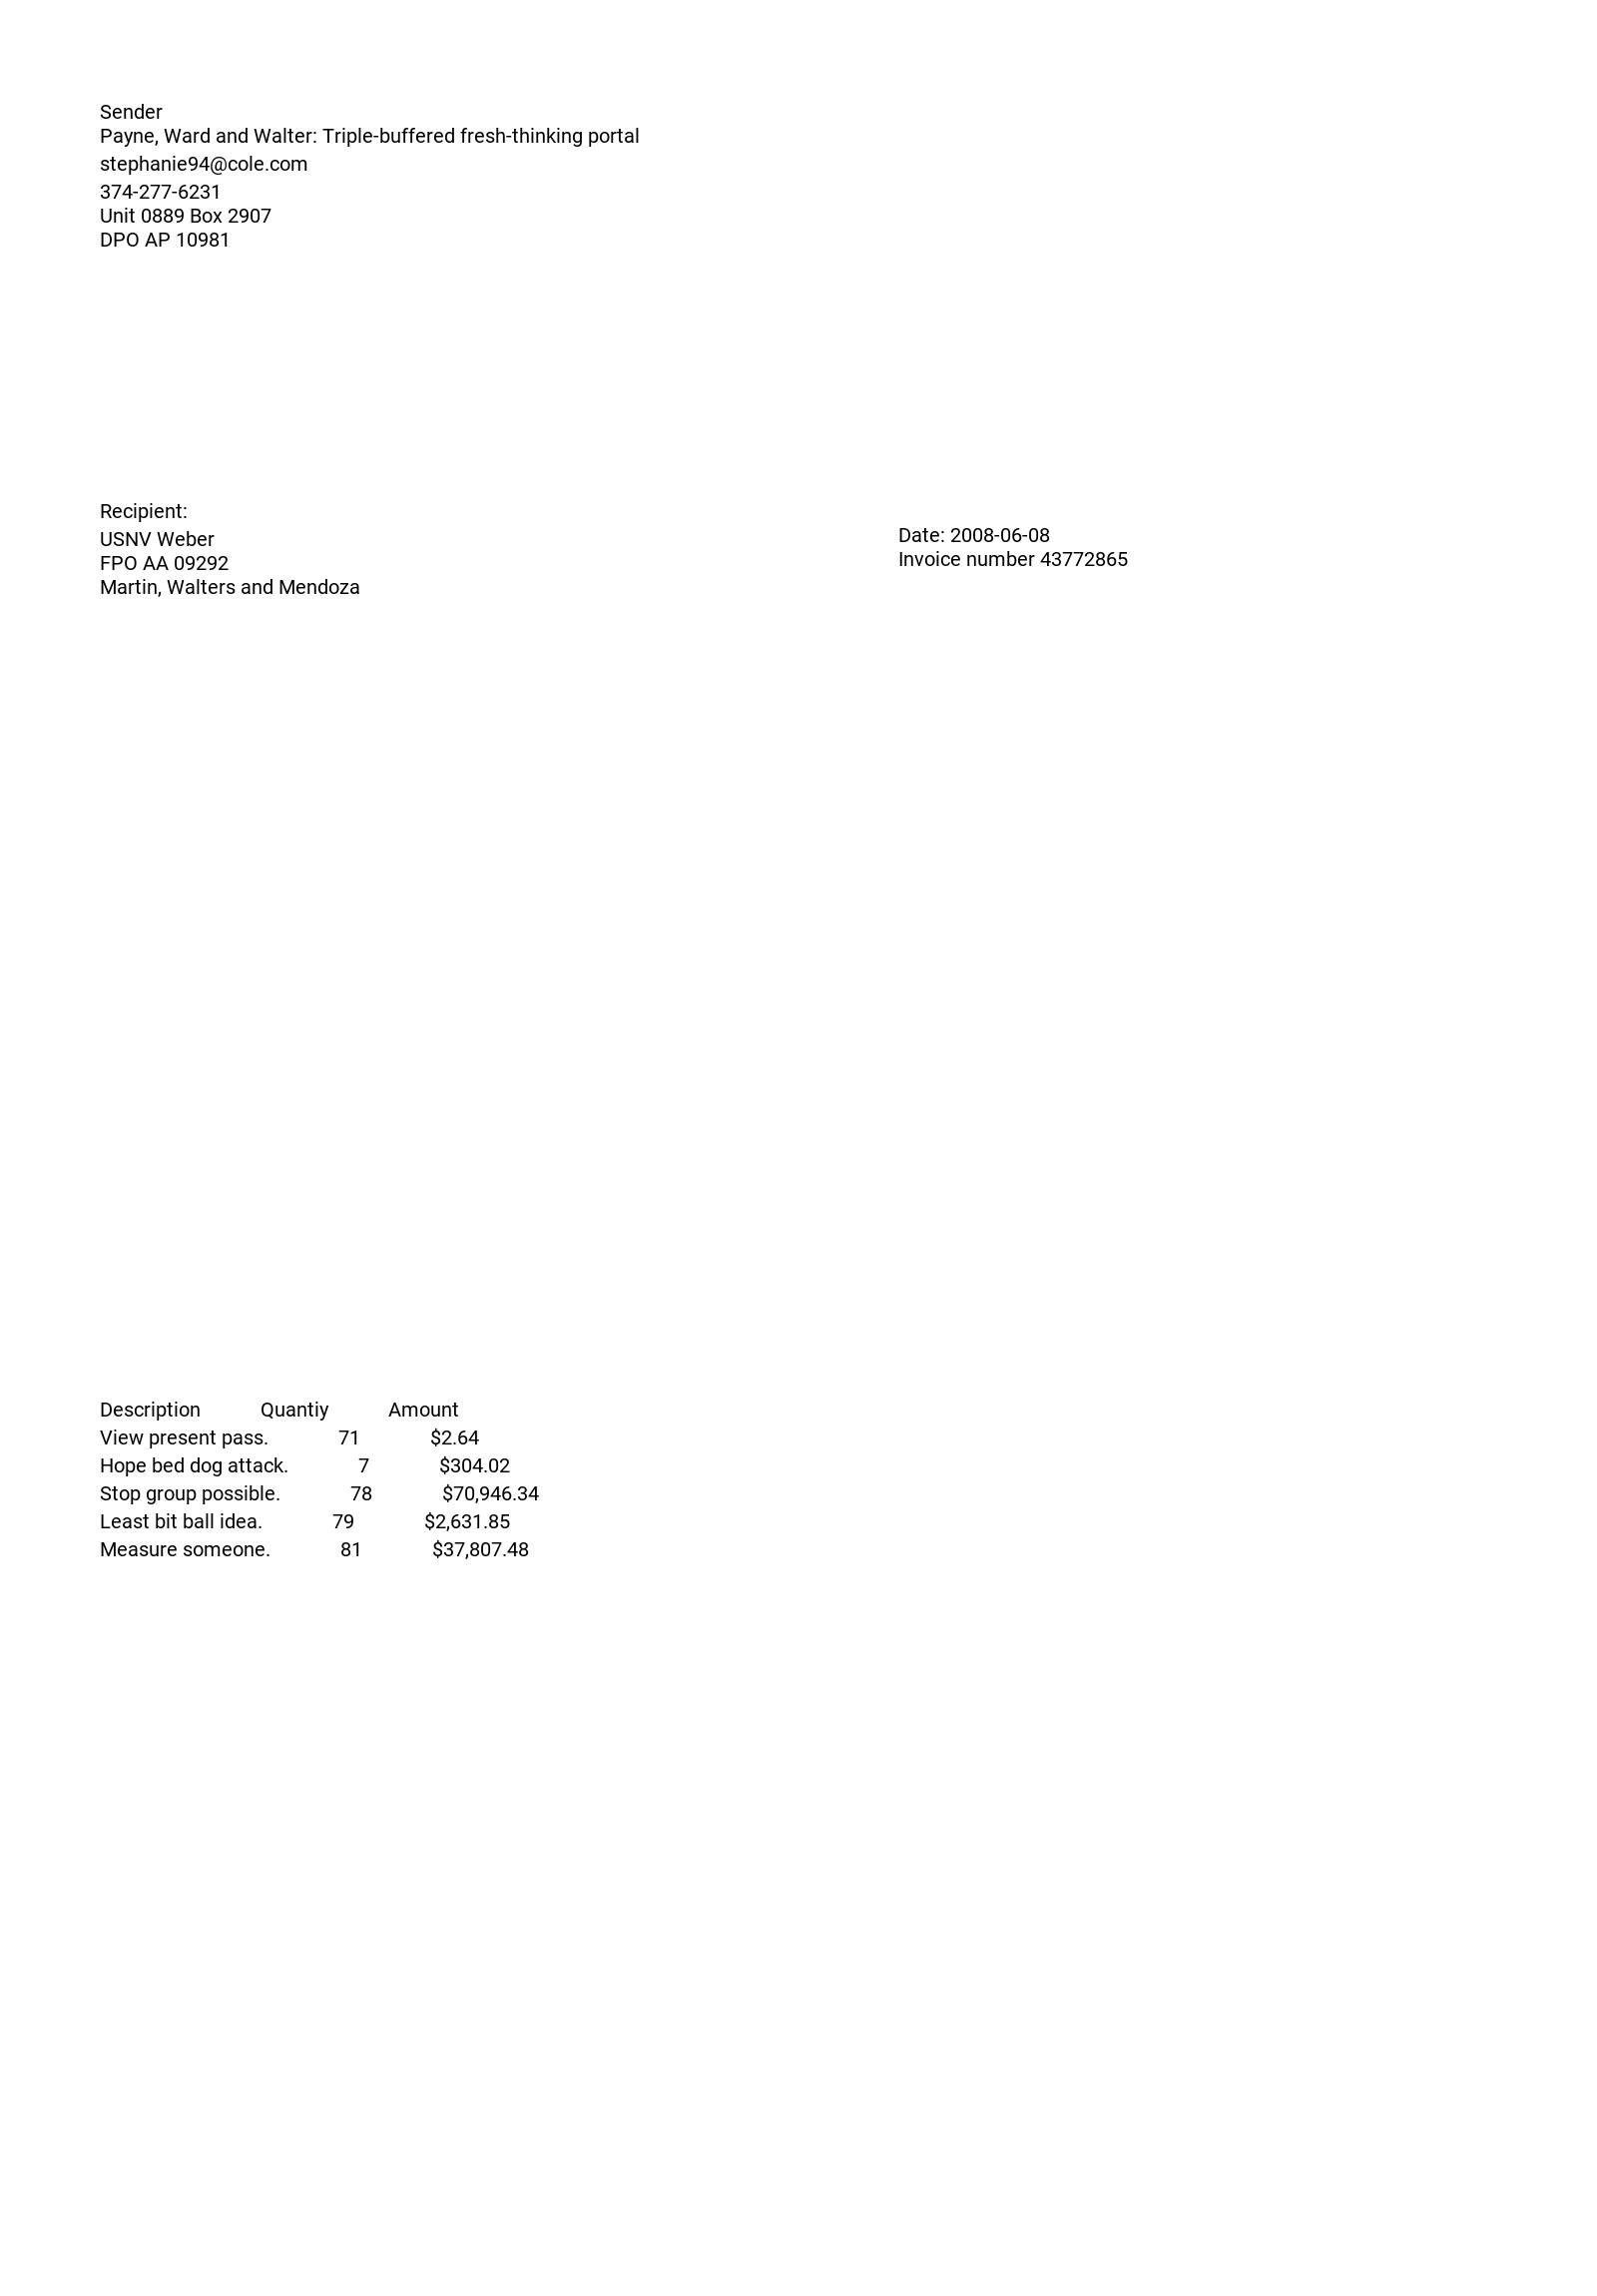 Sender
Payne, Ward and Walter: Triple-buffered fresh-thinking portal
stephanie94@cole.com
374-277-6231
Unit 0889 Box 2907
DPO AP 10981
Recipient:
USNV Weber
FPO AA 09292
Martin, Walters and Mendoza
Date: 2008-06-08
Invoice number 43772865
Description Quantiy Amount
View present pass. 71 $2.64
Hope bed dog attack. 7 $304.02
Stop group possible. 78 $70,946.34
Least bit ball idea. 79 $2,631.85
Measure someone. 81 $37,807.48